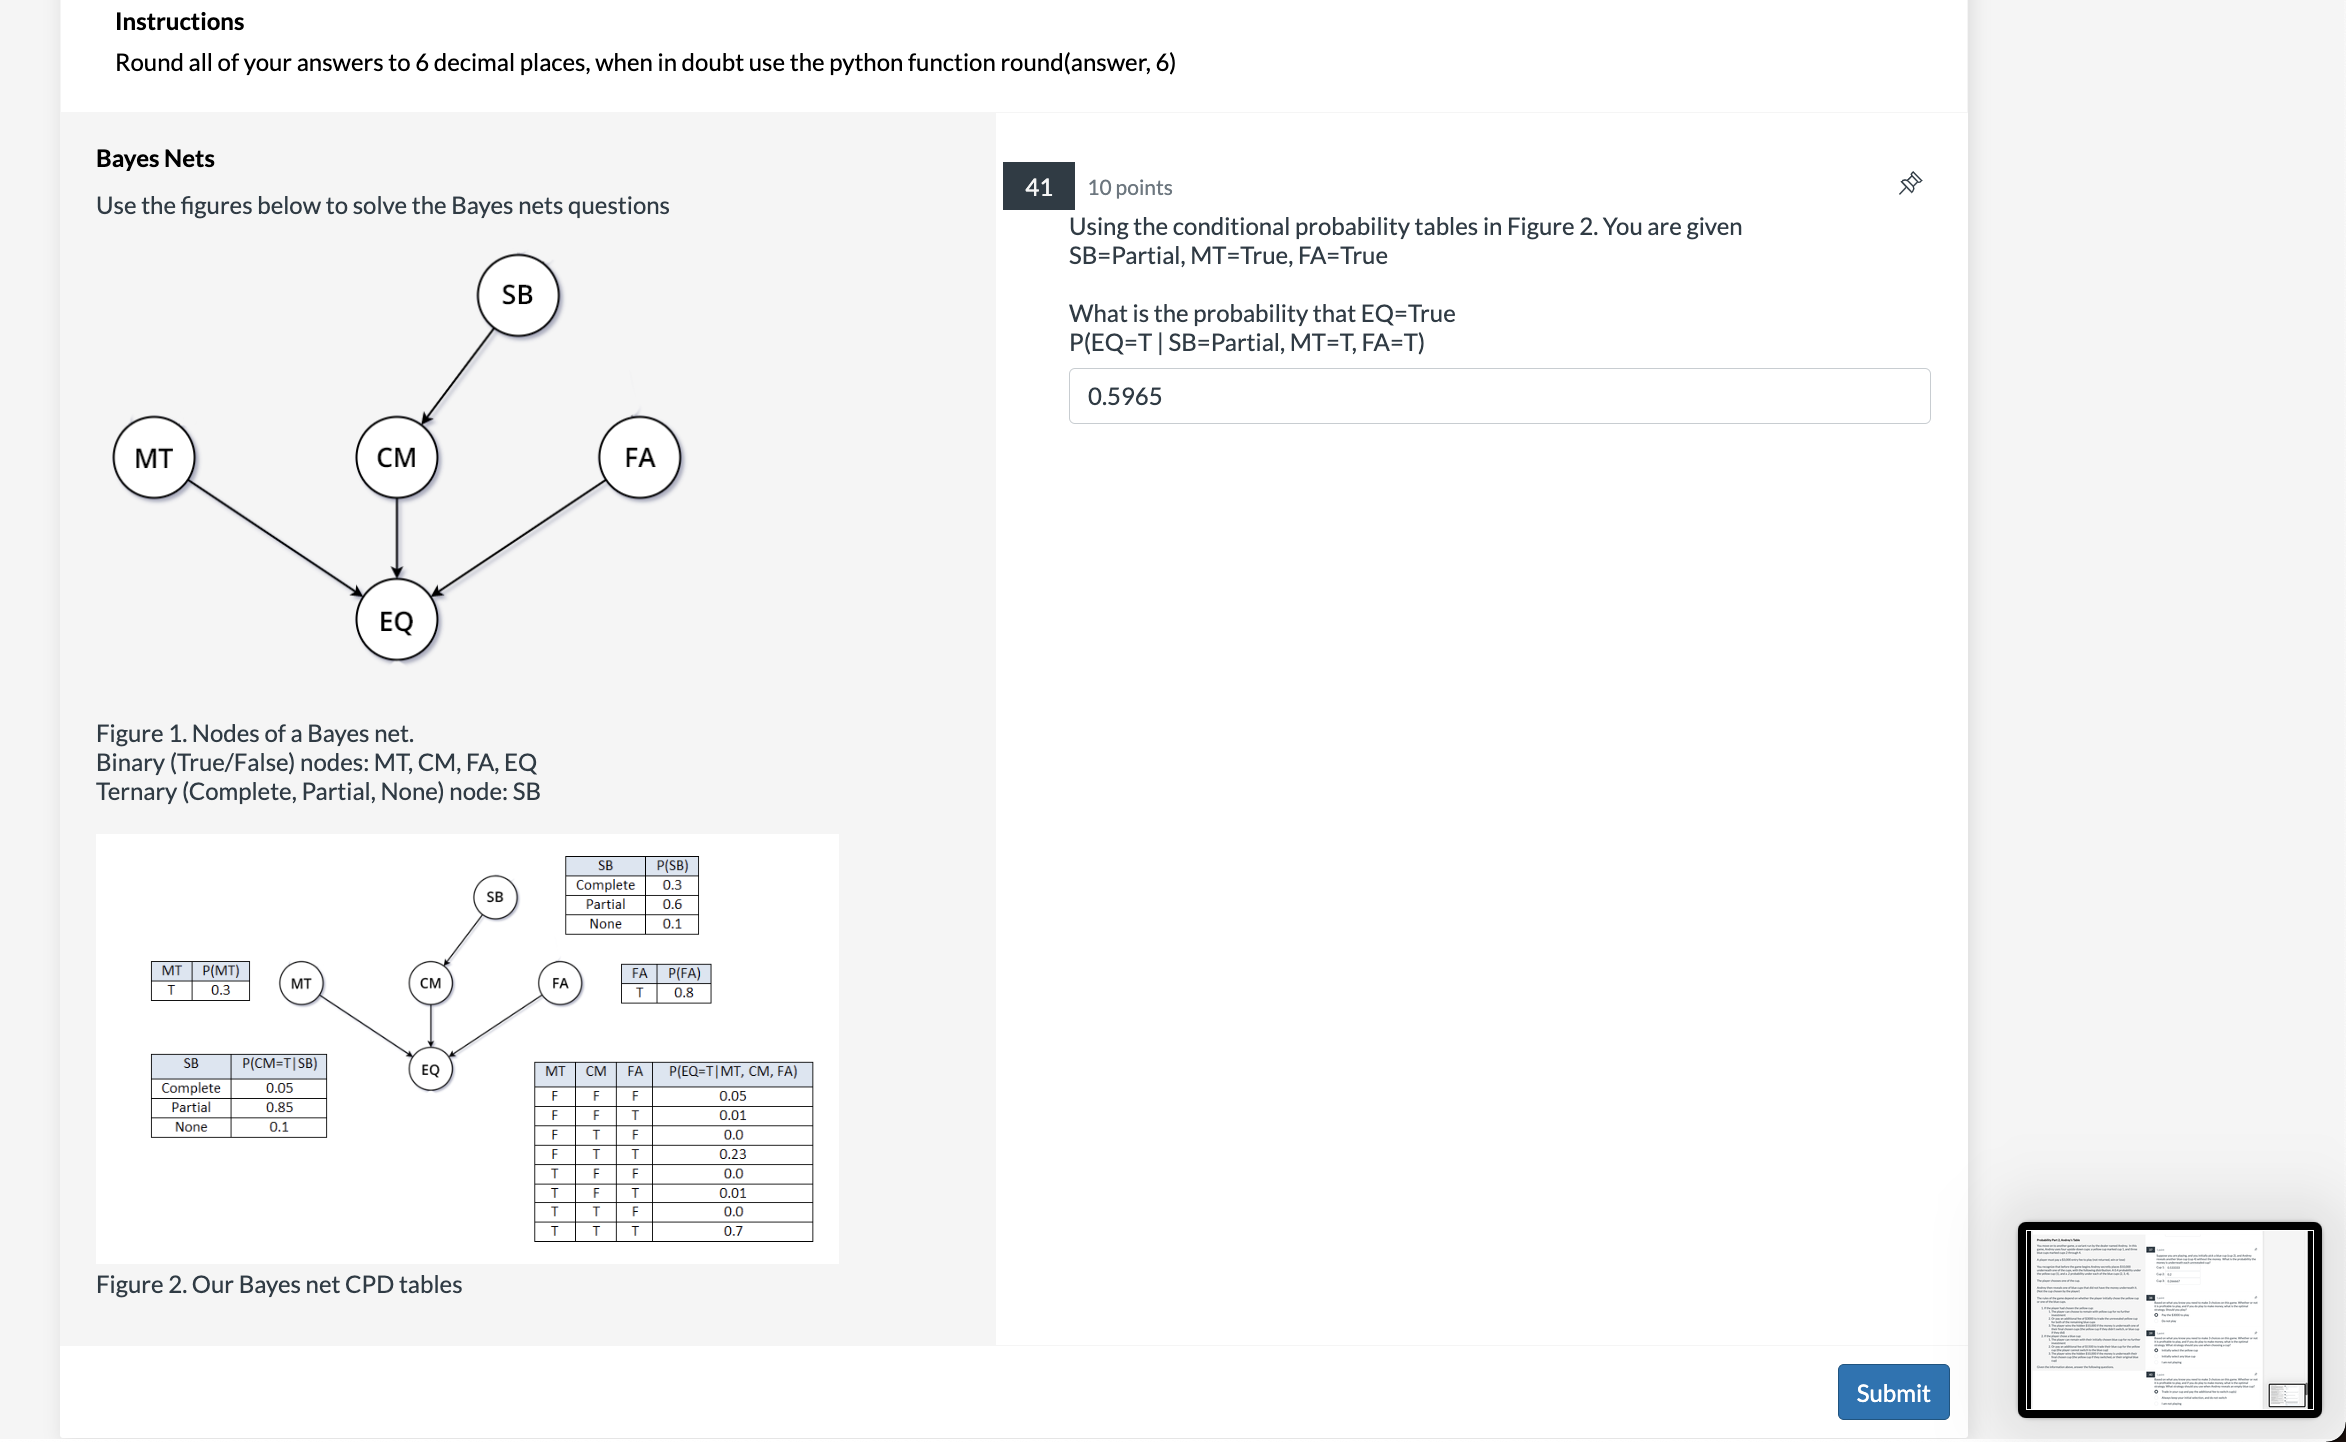 Instructions
Round all of your answers to 6 decimal places, when in doubt use the python function round(answer, 6)
Bayes Nets
Use the figures below to solve the Bayes nets questions
SB
MT
CM
FA
EQ
Figure 1. Nodes of a Bayes net.
Binary (True/False) nodes: MT, CM, FA, EQ
Ternary (Complete, Partial, None) node: SB
SB P(SB)
Complete 0.3
Partial 0.6
None 0.1
SB
MT P(MT)
T 0.3
MT
CM
FA
FA P(FA)
T 0.8
SB P(CM=T|SB)
Complete 0.05
Partial 0.85
None 0.1
EQ
MT CM FA P(EQ=T|MT, CM, FA)
F F F 0.05
F F T 0.01
F T F 0.0
F T T 0.23
T F F 0.0
T F T 0.01
T T F 0.0
T T T 0.7
Figure 2. Our Bayes net CPD tables
41 10 points
Using the conditional probability tables in Figure 2. You are given
SB=Partial, MT=True, FA=True
What is the probability that EQ=True
P(EQ=T | SB=Partial, MT=T, FA=T)
0.5965
Submit